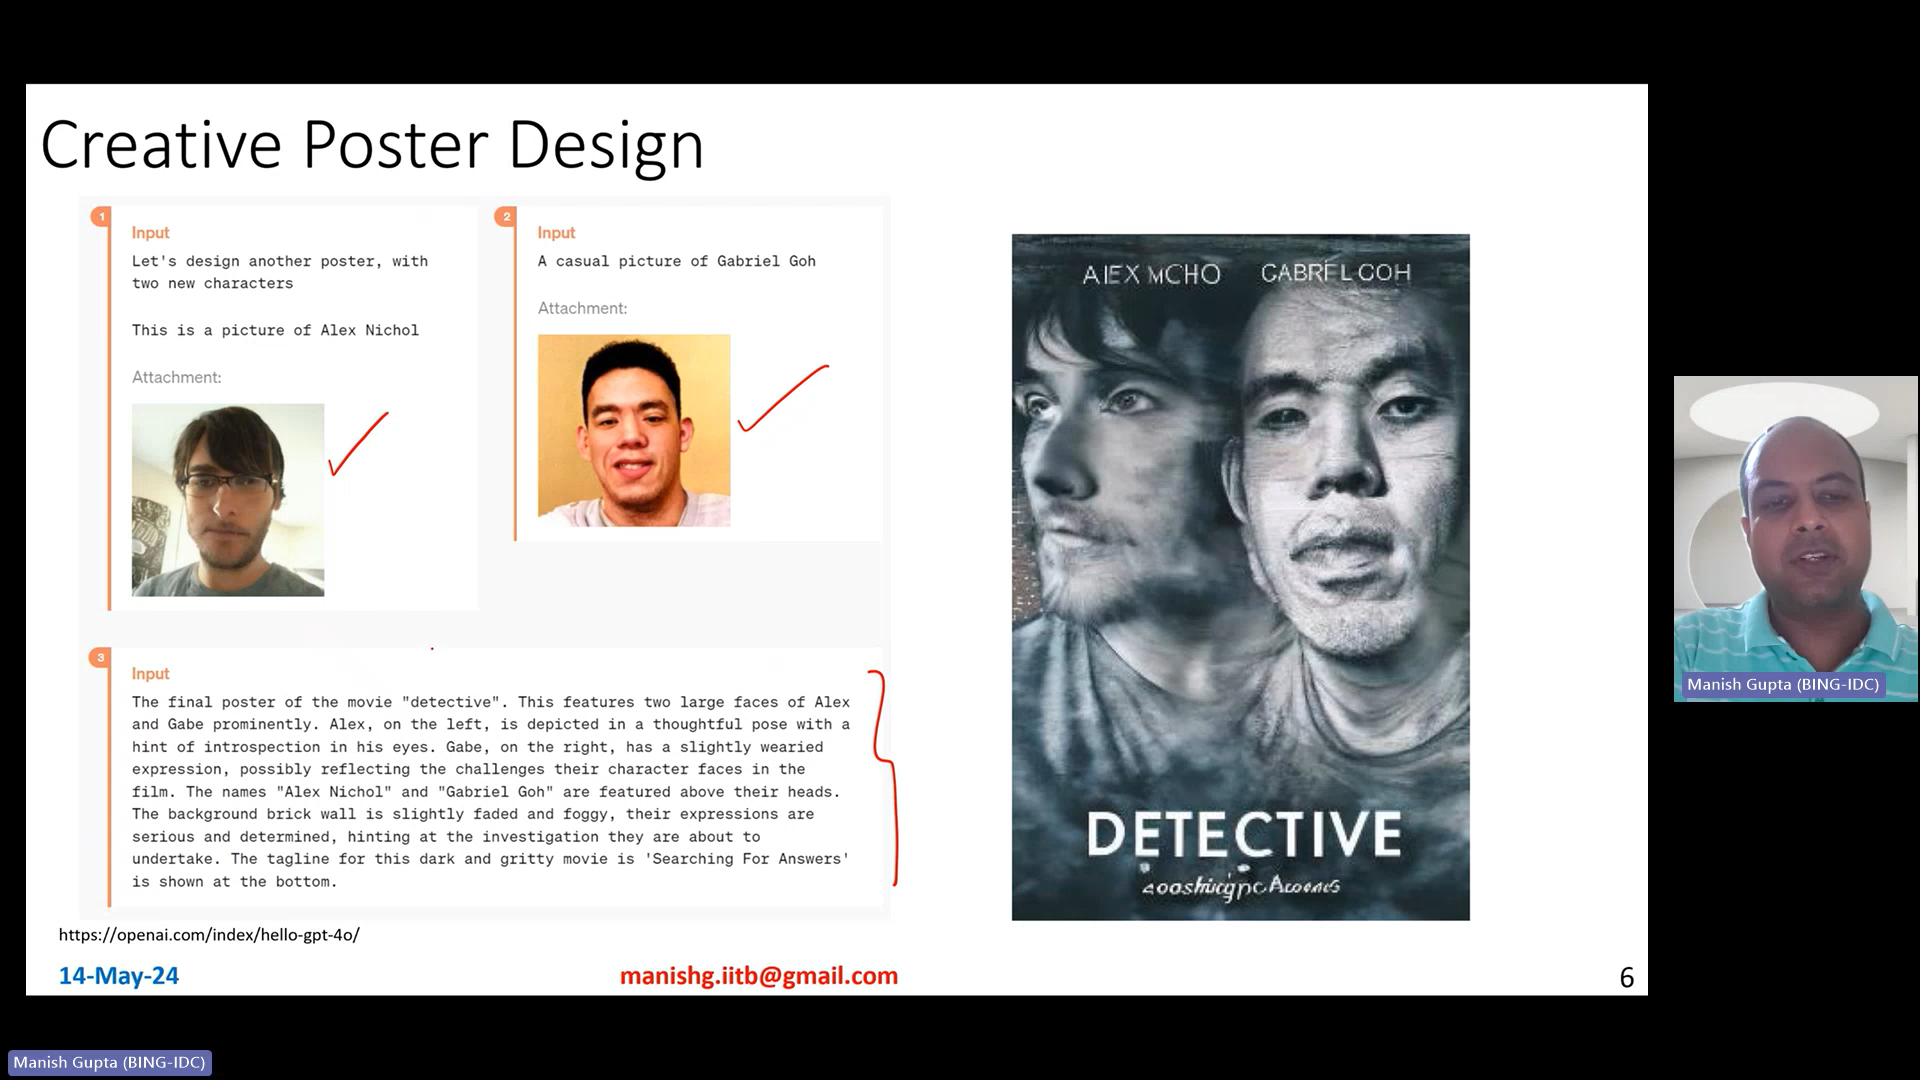 Creative Poster Design
1
Input
Let's design another poster, with
two new characters
This is a picture of Alex Nichol
Attachment:
2
Input
A casual picture of Gabriel Goh
Attachment:
3
Input
The final poster of the movie "detective". This features two large faces of Alex
and Gabe prominently. Alex, on the left, is depicted in a thoughtful pose with a
hint of introspection in his eyes. Gabe, on the right, has a slightly wearied
expression, possibly reflecting the challenges their character faces in the
film. The names "Alex Nichol" and "Gabriel Goh" are featured above their heads.
The background brick wall is slightly faded and foggy, their expressions are
serious and determined, hinting at the investigation they are about to
undertake. The tagline for this dark and gritty movie is 'Searching For Answers'
is shown at the bottom.
https://openai.com/index/hello-gpt-4o/
AIEX MCHO GABRIEL GOH
DETECTIVE
14-May-24
manishg.iitb@gmail.com
6
Manish Gupta (BING-IDC)
Manish Gupta (BING-IDC)